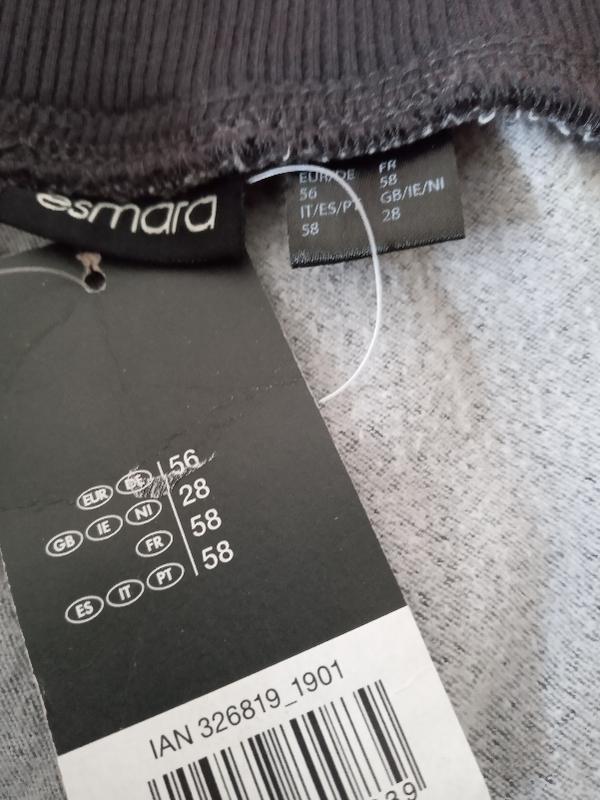 esmara
EUR/DE FR
56 58
IT/ES/PT GB/IE/NI
58 28
EUR DE 56
GB IE NI 28
FR 58
ES IT PT 58
IAN 326819_1901